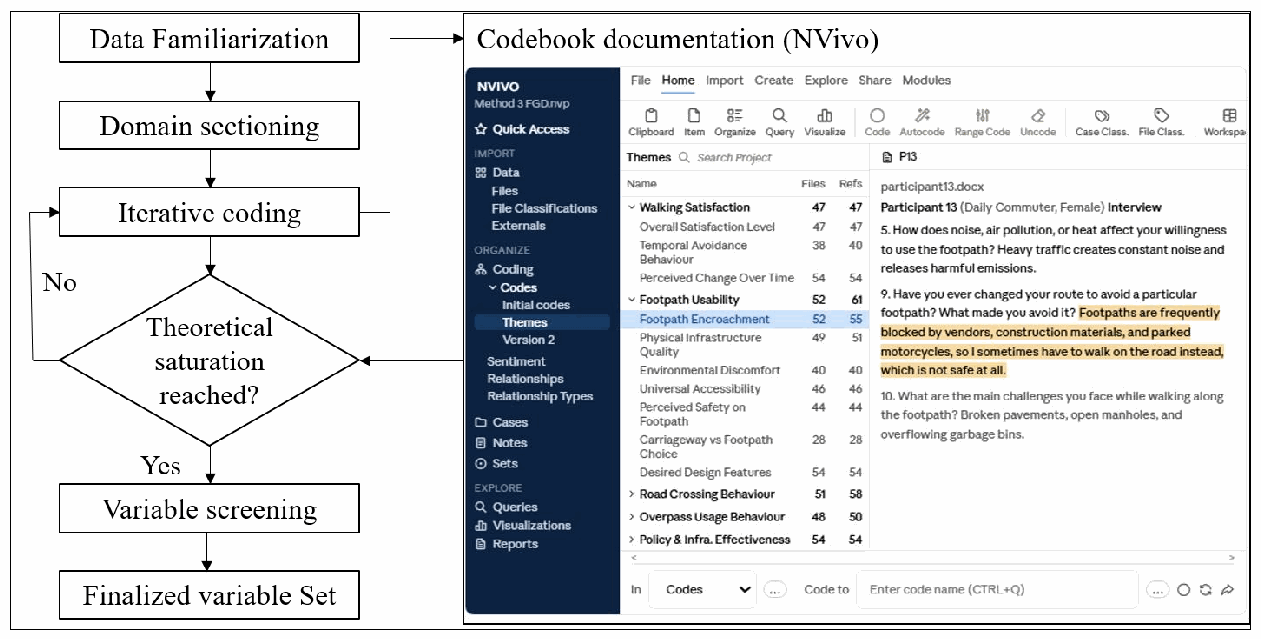 Data Familiarization
Domain sectioning
Iterative coding
No
Theoretical
saturation
reached?
Yes
Variable screening
Finalized variable Set
Codebook documentation (NVivo)
NVIVO
Method 3 FGD.nvp
Quick Access
IMPORT
Data
Files
File Classifications
Externals
ORGANIZE
Coding
Codes
Initial codes
Themes
Version 2
Sentiment
Relationships
Relationship Types
Cases
Notes
Sets
EXPLORE
Queries
Visualizations
Reports
File Home Import Create Explore Share Modules
Clipboard Item Organize Query Visualize Code Autocode Range Code Uncode Case Class. File Class. Workspa
Themes Search Project
Name Files Refs
Walking Satisfaction 47 47
Overall Satisfaction Level 47 47
Temporal Avoidance 38 40
Behaviour
Perceived Change Over Time 54 54
Footpath Usability 52 61
Footpath Encroachment 52 55
Physical Infrastructure 49 51
Quality
Environmental Discomfort 40 40
Universal Accessibility 46 46
Perceived Safety on 44 44
Footpath
Carriageway vs Footpath 28 28
Choice
Desired Design Features 54 54
Road Crossing Behaviour 51 58
Overpass Usage Behaviour 48 50
Policy & Infra. Effectiveness 54 54
P13
participant13.docx
Participant 13 (Daily Commuter, Female) Interview
5. How does noise, air pollution, or heat affect your willingness
to use the footpath? Heavy traffic creates constant noise and
releases harmful emissions.
9. Have you ever changed your route to avoid a particular
footpath? What made you avoid it? Footpaths are frequently
blocked by vendors, construction materials, and parked
motorcycles, so I sometimes have to walk on the road instead,
which is not safe at all.
10. What are the main challenges you face while walking along
the footpath? Broken pavements, open manholes, and
overflowing garbage bins.
In Codes ... Code to Enter code name (CTRL+Q) ...